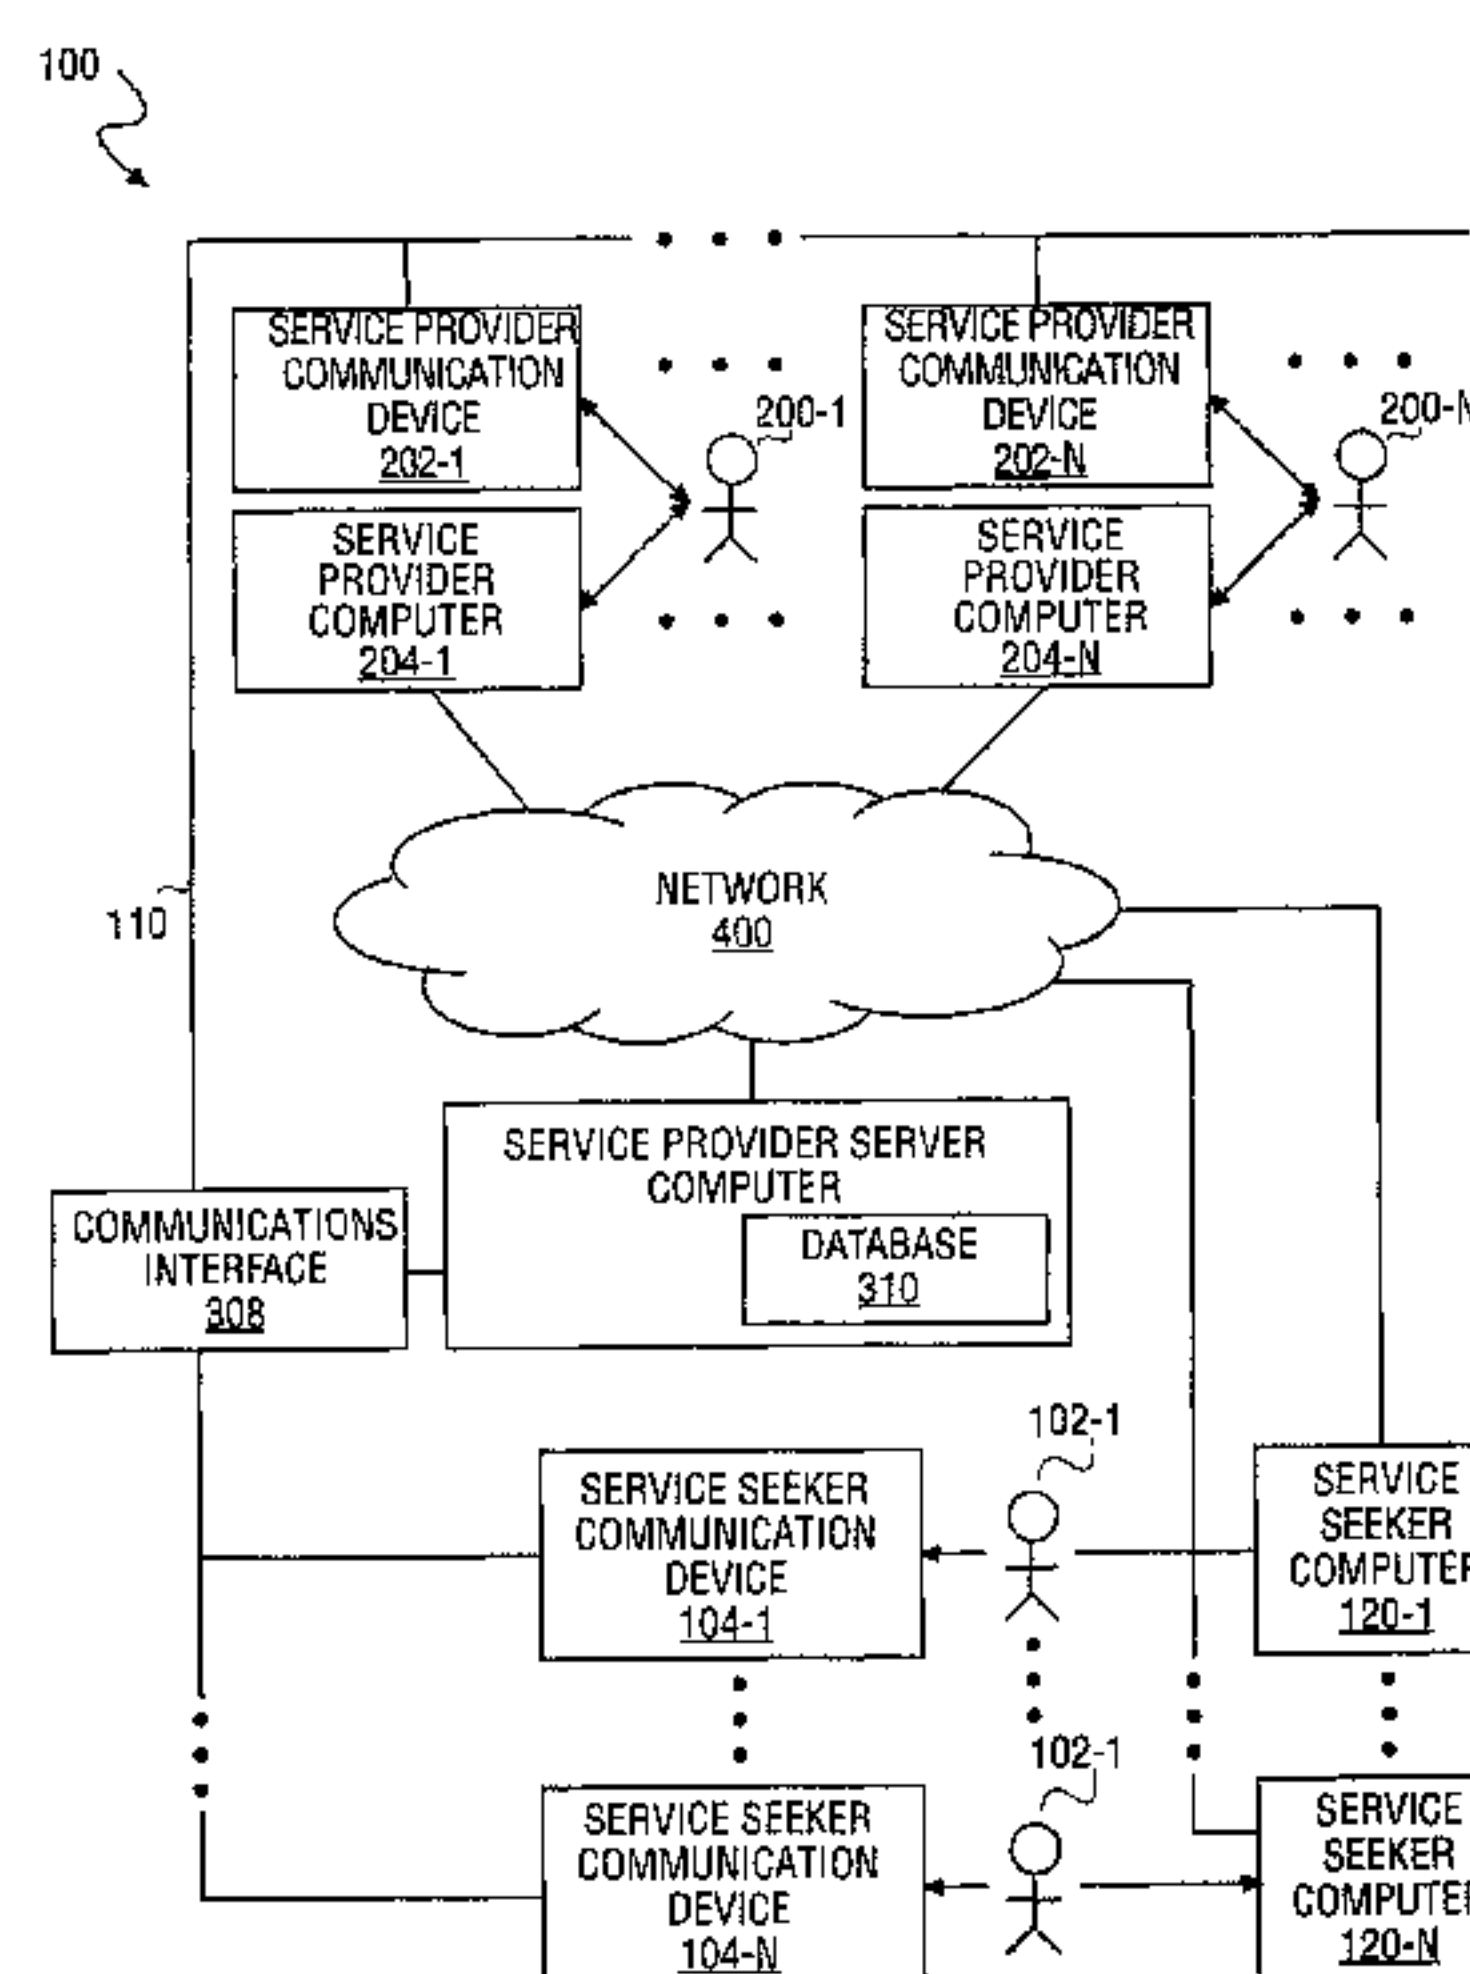 100
SERVICE PROVIDER
COMMUNICATION
DEVICE
202-1
200-1
SERVICE PROVIDER
COMMUNICATION
DEVICE
202-N
200-N
SERVICE
PROVIDER
COMPUTER
204-1
SERVICE
PROVIDER
COMPUTER
204-N
NETWORK
400
110
SERVICE PROVIDER SERVER
COMPUTER
DATABASE
310
COMMUNICATIONS
INTERFACE
308
102-1
SERVICE SEEKER
COMMUNICATION
DEVICE
104-1
SERVICE
SEEKER
COMPUTER
120-1
102-1
SERVICE SEEKER
COMMUNICATION
DEVICE
104-N
SERVICE
SEEKER
COMPUTER
120-N